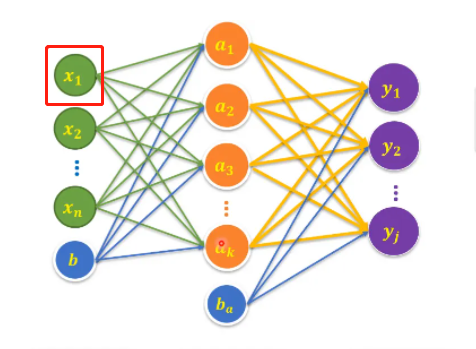 x₁
x₂
xₙ
b
a₁
a₂
a₃
aₖ
bₐ
y₁
y₂
yⱼ